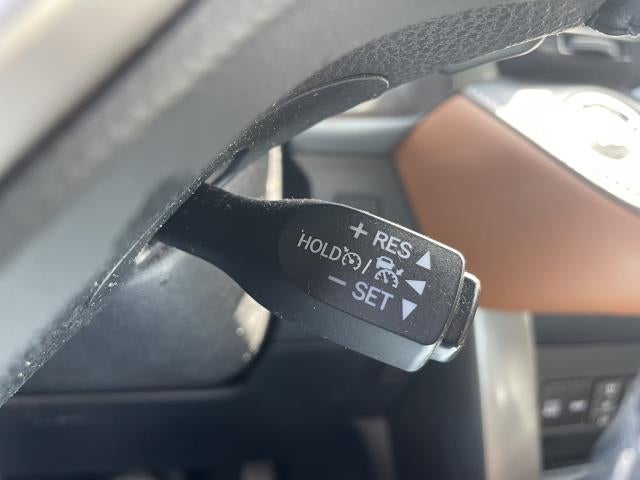 + RES ▲
HOLD / ◀
– SET ▼